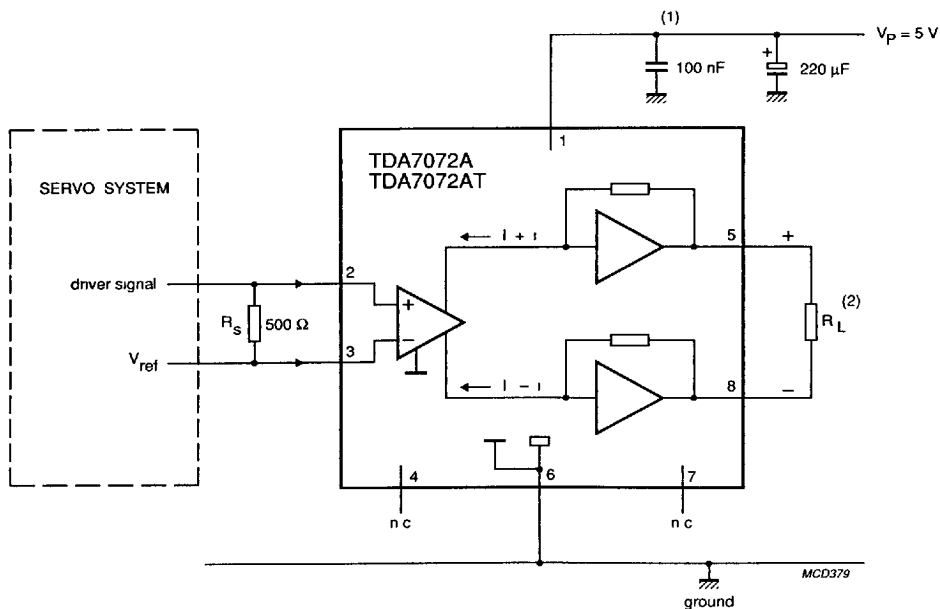 (1)
V_P = 5 V
+
100 nF
220 µF
1
TDA7072A
TDA7072AT
SERVO SYSTEM
I + i
5
+
driver signal
2
+
R_S
500 Ω
(2)
R_L
V_ref
3
−
I − i
8
−
4
6
7
n c
n c
MCD379
ground